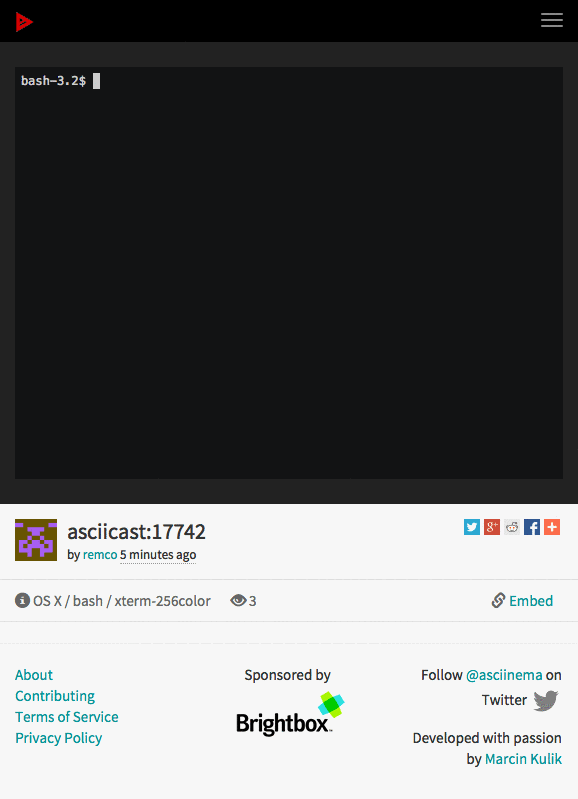 bash-3.2$
asciicast:17742
by remco 5 minutes ago
OS X / bash / xterm-256color
3
Embed
About
Contributing
Terms of Service
Privacy Policy
Sponsored by
Brightbox™
Follow @asciinema on
Twitter
Developed with passion
by Marcin Kulik